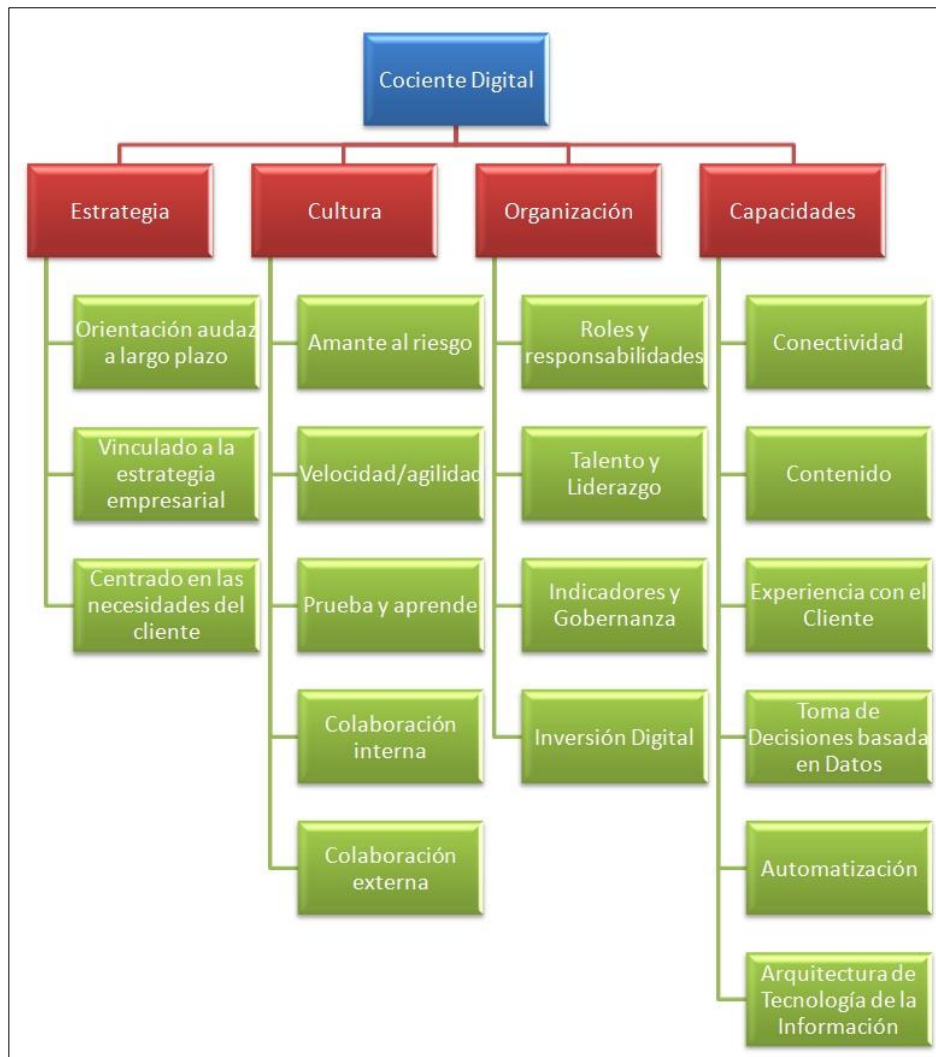 Cociente Digital
Estrategia
Orientación audaz
a largo plazo
Vinculado a la
estrategia
empresarial
Centrado en las
necesidades del
cliente
Cultura
Amante al riesgo
Velocidad/agilidad
Prueba y aprende
Colaboración
interna
Colaboración
externa
Organización
Roles y
responsabilidades
Talento y
Liderazgo
Indicadores y
Gobernanza
Inversión Digital
Capacidades
Conectividad
Contenido
Experiencia con el
Cliente
Toma de
Decisiones basada
en Datos
Automatización
Arquitectura de
Tecnología de la
Información